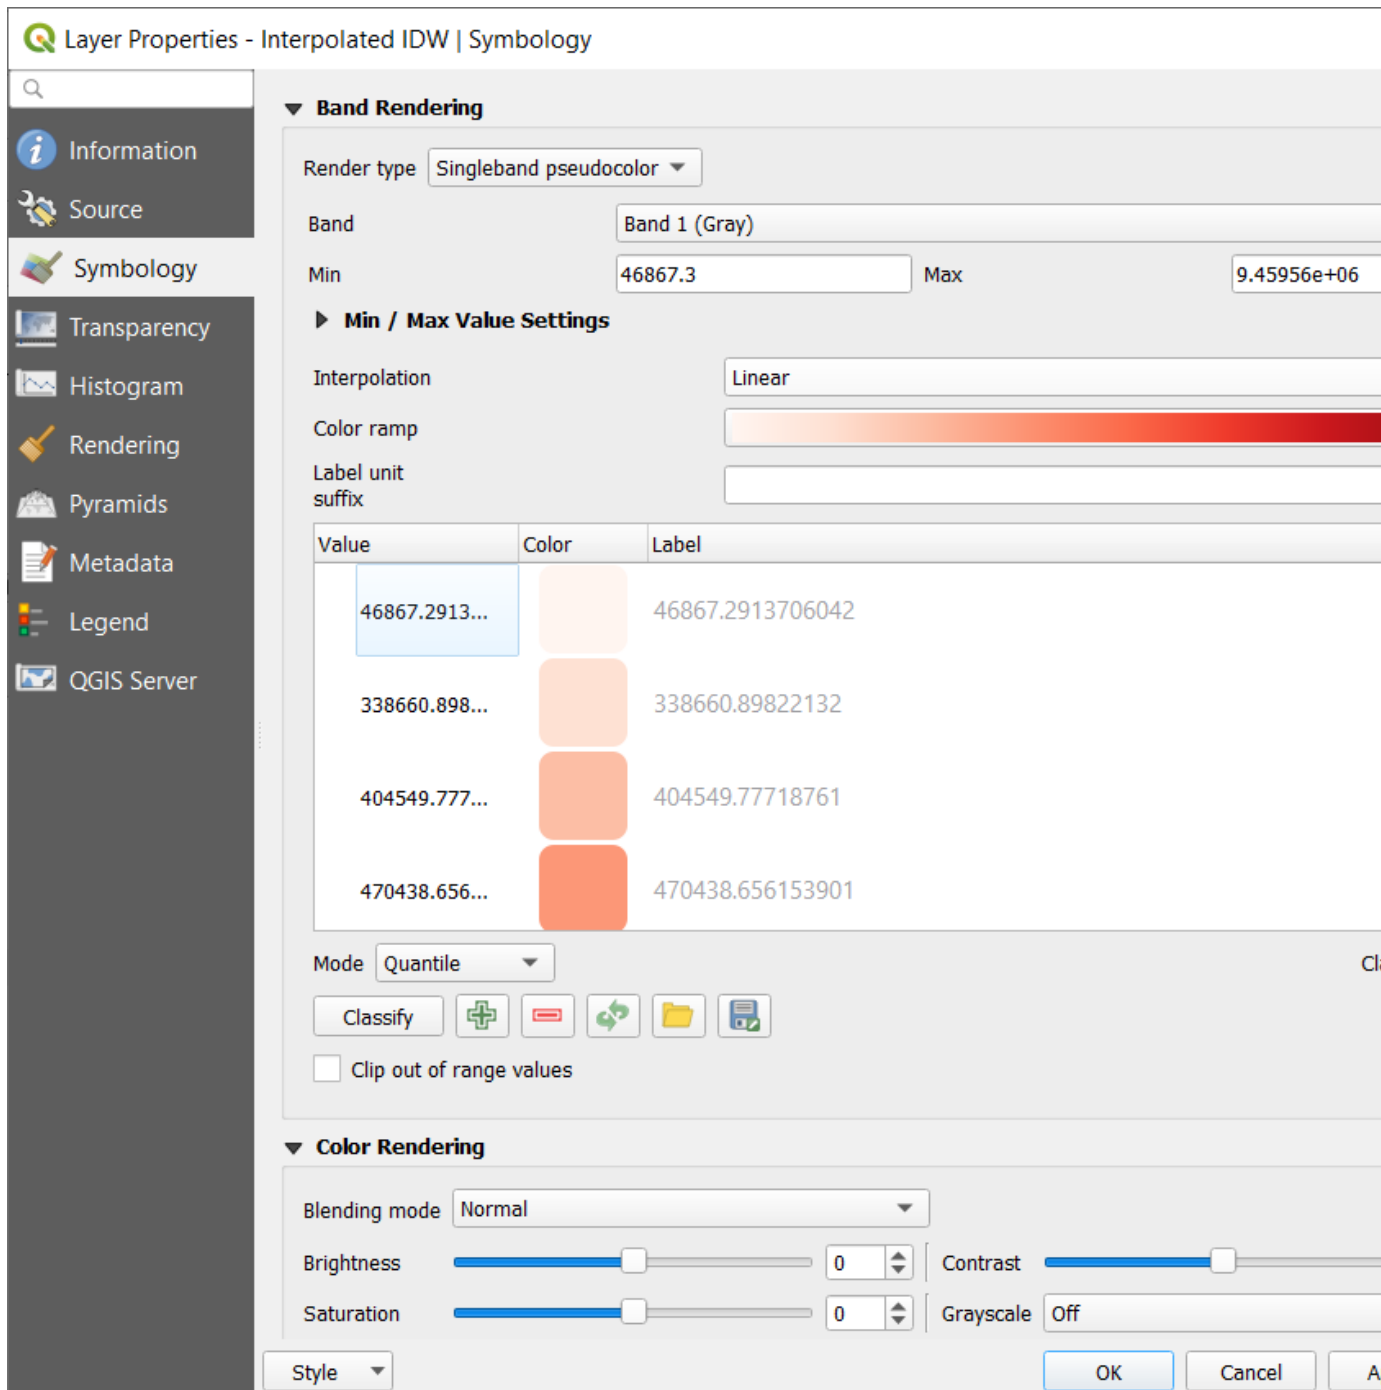 Layer Properties - Interpolated IDW | Symbology
Information
Source
Symbology
Transparency
Histogram
Rendering
Pyramids
Metadata
Legend
QGIS Server
Band Rendering
Render type Singleband pseudocolor
Band Band 1 (Gray)
Min 46867.3 Max 9.45956e+06
Min / Max Value Settings
Interpolation Linear
Color ramp
Label unit
suffix
Value Color Label
46867.2913... 46867.2913706042
338660.898... 338660.89822132
404549.777... 404549.77718761
470438.656... 470438.656153901
Mode Quantile
Classify
Clip out of range values
Color Rendering
Blending mode Normal
Brightness 0 Contrast
Saturation 0 Grayscale Off
Style OK Cancel